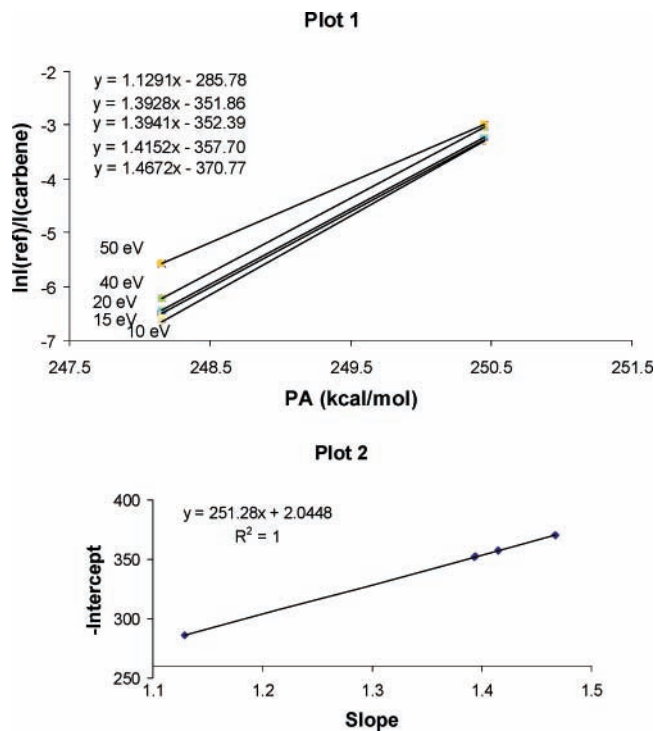 Plot 1
y = 1.1291x - 285.78
y = 1.3928x - 351.86
y = 1.3941x - 352.39
y = 1.4152x - 357.70
y = 1.4672x - 370.77
lnI(ref)/I(carbene)
-2
-3
-4
-5
-6
-7
50 eV
40 eV
20 eV
15 eV
10 eV
247.5 248.5 249.5 250.5 251.5
PA (kcal/mol)
Plot 2
y = 251.28x + 2.0448
R² = 1
-Intercept
400
350
300
250
1.1 1.2 1.3 1.4 1.5
Slope